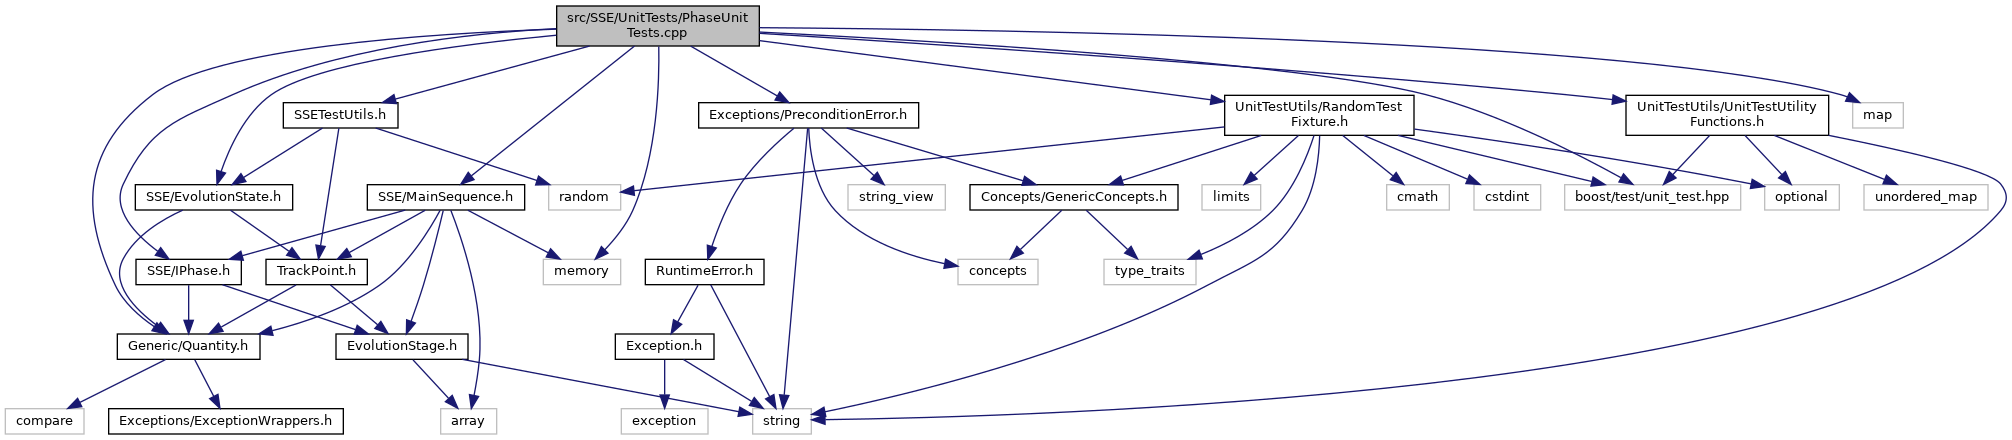 src/SSE/UnitTests/PhaseUnit
Tests.cpp
SSETestUtils.h
Exceptions/PreconditionError.h
UnitTestUtils/RandomTest
Fixture.h
UnitTestUtils/UnitTestUtility
Functions.h
map
SSE/EvolutionState.h
SSE/MainSequence.h
random
string_view
Concepts/GenericConcepts.h
limits
cmath
cstdint
boost/test/unit_test.hpp
optional
unordered_map
SSE/IPhase.h
TrackPoint.h
memory
RuntimeError.h
concepts
type_traits
Generic/Quantity.h
EvolutionStage.h
Exception.h
compare
Exceptions/ExceptionWrappers.h
array
exception
string